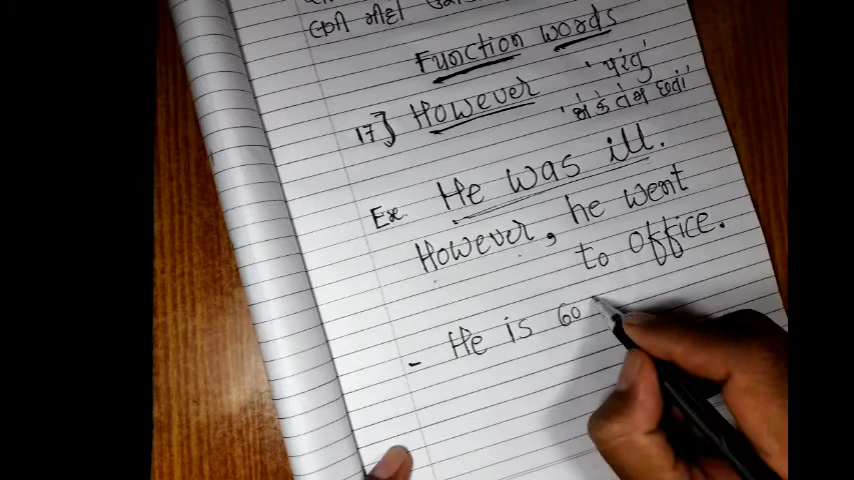 Function words
17] However 'પરંતુ'
'જો કે તેમ છતાં'
Ex. He was ill.
However, he went
to office.
- He is 60